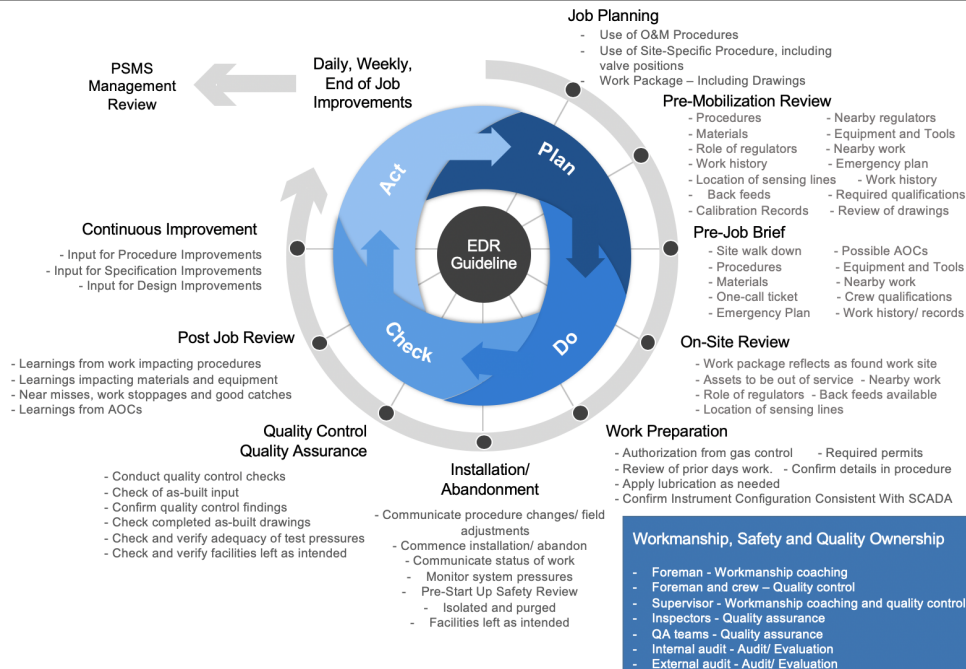 Job Planning
- Use of O&M Procedures
- Use of Site-Specific Procedure, including
valve positions
- Work Package – Including Drawings
PSMS
Management
Review
Daily, Weekly,
End of Job
Improvements
Pre-Mobilization Review
- Procedures - Nearby regulators
- Materials - Equipment and Tools
- Role of regulators - Nearby work
- Work history - Emergency plan
- Location of sensing lines - Work history
- Back feeds - Required qualifications
- Calibration Records - Review of drawings
Plan
Act
EDR
Guideline
Do
Check
Pre-Job Brief
- Site walk down - Possible AOCs
- Procedures - Equipment and Tools
- Materials - Nearby work
- One-call ticket - Crew qualifications
- Emergency Plan - Work history/ records
On-Site Review
- Work package reflects as found work site
- Assets to be out of service - Nearby work
- Role of regulators - Back feeds available
- Location of sensing lines
Work Preparation
- Authorization from gas control - Required permits
- Review of prior days work. - Confirm details in procedure
- Apply lubrication as needed
- Confirm Instrument Configuration Consistent With SCADA
Installation/
Abandonment
- Communicate procedure changes/ field
adjustments
- Commence installation/ abandon
- Communicate status of work
- Monitor system pressures
- Pre-Start Up Safety Review
- Isolated and purged
- Facilities left as intended
Quality Control
Quality Assurance
- Conduct quality control checks
- Check of as-built input
- Confirm quality control findings
- Check completed as-built drawings
- Check and verify adequacy of test pressures
- Check and verify facilities left as intended
Post Job Review
- Learnings from work impacting procedures
- Learnings impacting materials and equipment
- Near misses, work stoppages and good catches
- Learnings from AOCs
Continuous Improvement
- Input for Procedure Improvements
- Input for Specification Improvements
- Input for Design Improvements
Workmanship, Safety and Quality Ownership
- Foreman - Workmanship coaching
- Foreman and crew – Quality control
- Supervisor - Workmanship coaching and quality control
- Inspectors - Quality assurance
- QA teams - Quality assurance
- Internal audit - Audit/ Evaluation
- External audit - Audit/ Evaluation